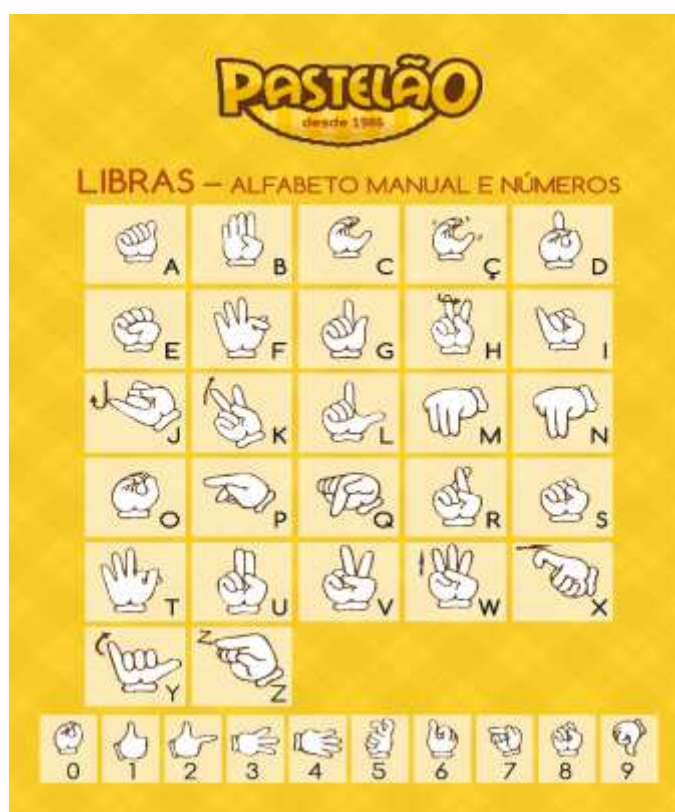 PASTELÃO
desde 1986
LIBRAS – ALFABETO MANUAL E NÚMEROS
A B C Ç D
E F G H I
J K L M N
O P Q R S
T U V W X
Z
Y Z
0 1 2 3 4 5 6 7 8 9